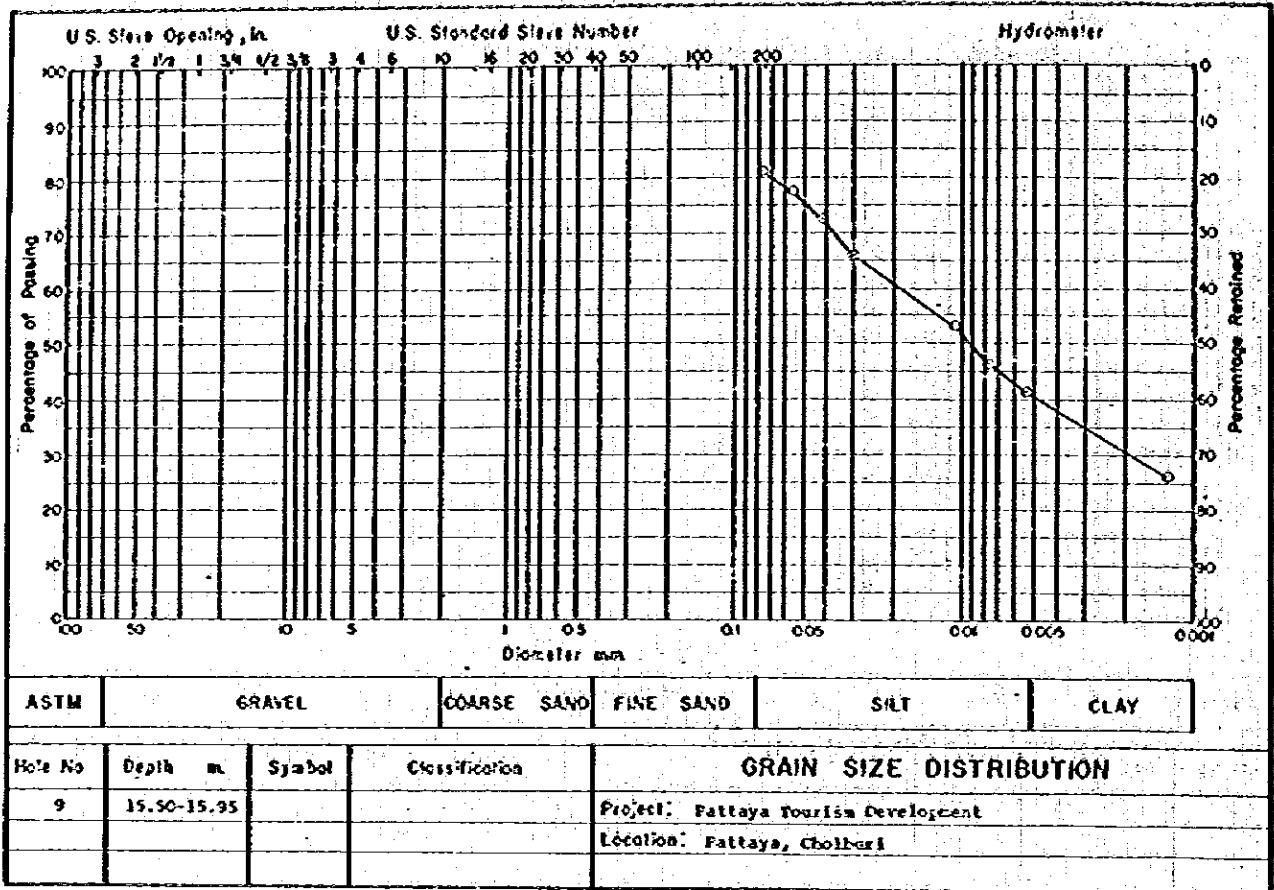 U.S. Sieve Opening, in. U.S. Standard Sieve Number Hydrometer
3 2 1½ 1 3/4 1/2 3/8 3 4 6 10 16 20 30 40 50 100 200
100 0
90 10
80 20
70 30
60 40
50 50
40 60
30 70
20 80
10 90
0 100
Percentage of Passing
Percentage Retained
100 50 10 5 1 0.5 0.1 0.05 0.01 0.005 0.001
Diameter mm
ASTM GRAVEL COARSE SAND FINE SAND SILT CLAY
Hole No Depth m Symbol Classification GRAIN SIZE DISTRIBUTION
9 15.50-15.95 Project: Pattaya Tourism Development
Location: Pattaya, Cholburi